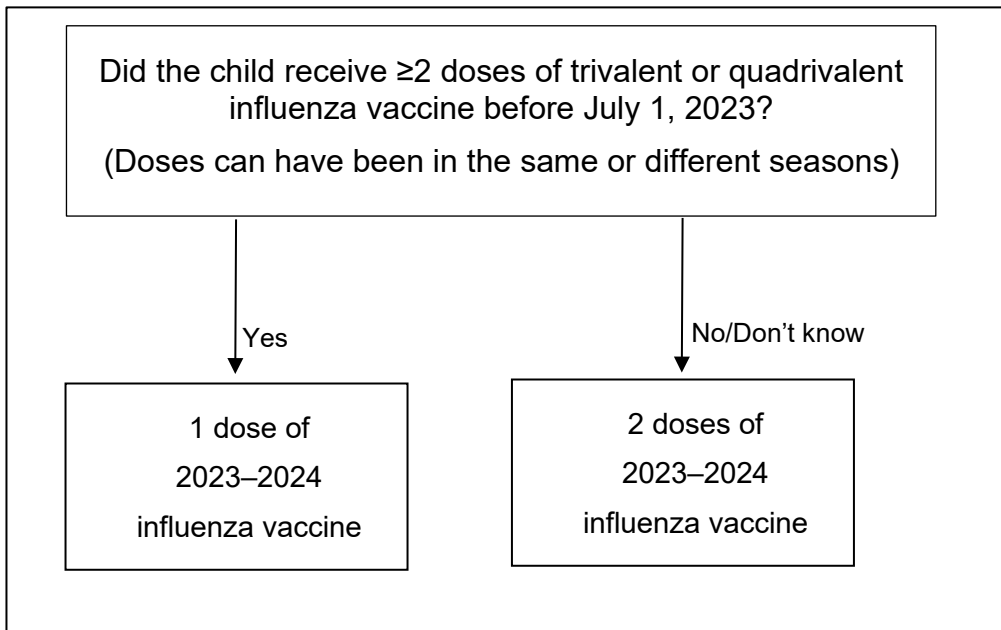 Did the child receive ≥2 doses of trivalent or quadrivalent
influenza vaccine before July 1, 2023?
(Doses can have been in the same or different seasons)
Yes
No/Don’t know
1 dose of
2023–2024
influenza vaccine
2 doses of
2023–2024
influenza vaccine